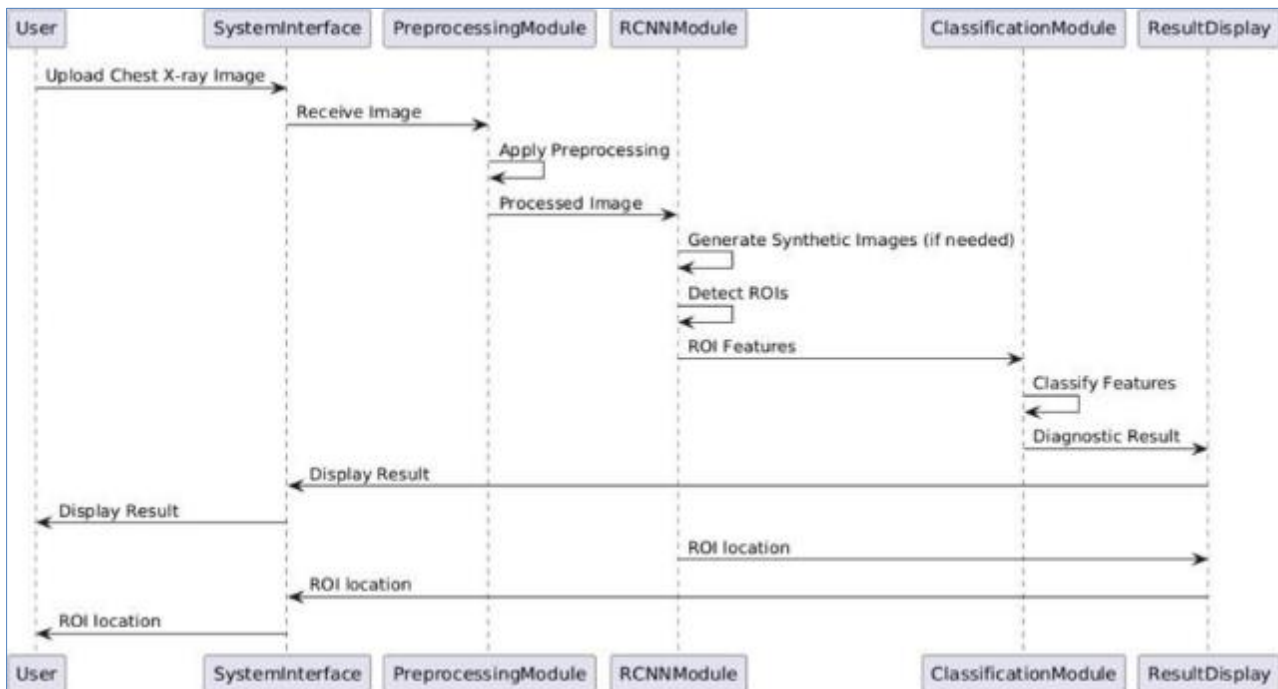 User SystemInterface PreprocessingModule RCNNModule ClassificationModule ResultDisplay
Upload Chest X-ray Image
Receive Image
Apply Preprocessing
Processed Image
Generate Synthetic Images (if needed)
Detect ROIs
ROI Features
Classify Features
Diagnostic Result
Display Result
Display Result
ROI location
ROI location
ROI location
User SystemInterface PreprocessingModule RCNNModule ClassificationModule ResultDisplay